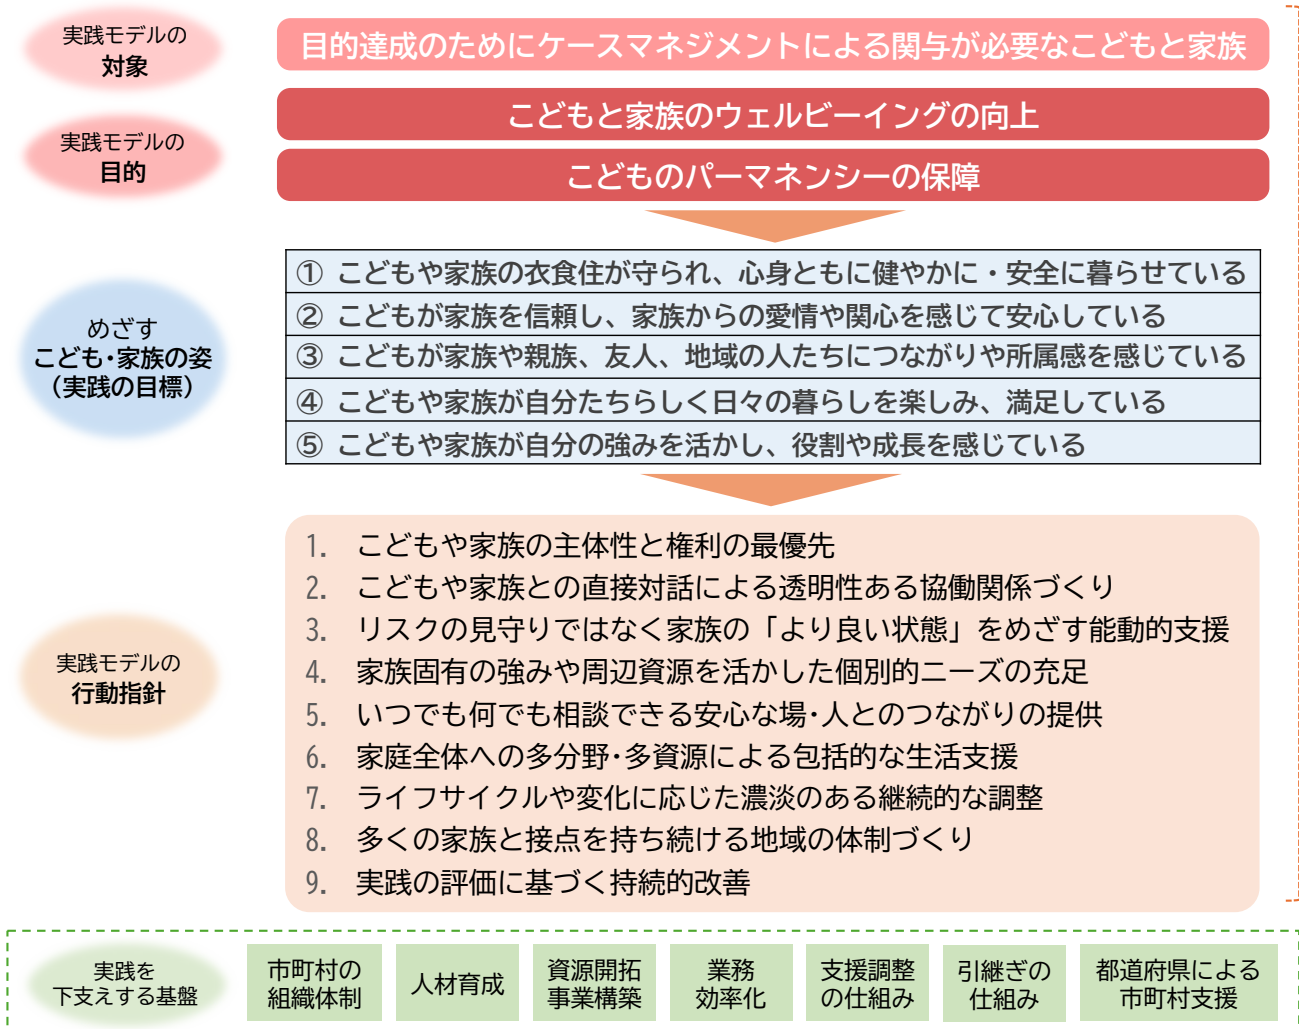 実践モデルの
対象
目的達成のためにケースマネジメントによる関与が必要なこどもと家族
実践モデルの
目的
こどもと家族のウェルビーイングの向上
こどものパーマネンシーの保障
めざす
こども・家族の姿
（実践の目標）
① こどもや家族の衣食住が守られ、心身ともに健やかに・安全に暮らせている
② こどもが家族を信頼し、家族からの愛情や関心を感じて安心している
③ こどもが家族や親族、友人、地域の人たちにつながりや所属感を感じている
④ こどもや家族が自分たちらしく日々の暮らしを楽しみ、満足している
⑤ こどもや家族が自分の強みを活かし、役割や成長を感じている
実践モデルの
行動指針
1. こどもや家族の主体性と権利の最優先
2. こどもや家族との直接対話による透明性ある協働関係づくり
3. リスクの見守りではなく家族の「より良い状態」をめざす能動的支援
4. 家族固有の強みや周辺資源を活かした個別的ニーズの充足
5. いつでも何でも相談できる安心な場・人とのつながりの提供
6. 家庭全体への多分野・多資源による包括的な生活支援
7. ライフサイクルや変化に応じた濃淡のある継続的な調整
8. 多くの家族と接点を持ち続ける地域の体制づくり
9. 実践の評価に基づく持続的改善
実践を
下支えする基盤
市町村の
組織体制
人材育成
資源開拓
事業構築
業務
効率化
支援調整
の仕組み
引継ぎの
仕組み
都道府県による
市町村支援